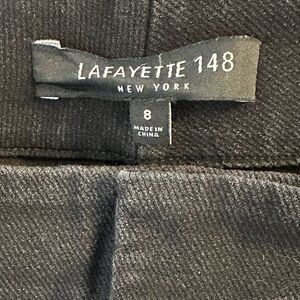 LAFAYETTE 148
NEW YORK
8
MADE IN
CHINA